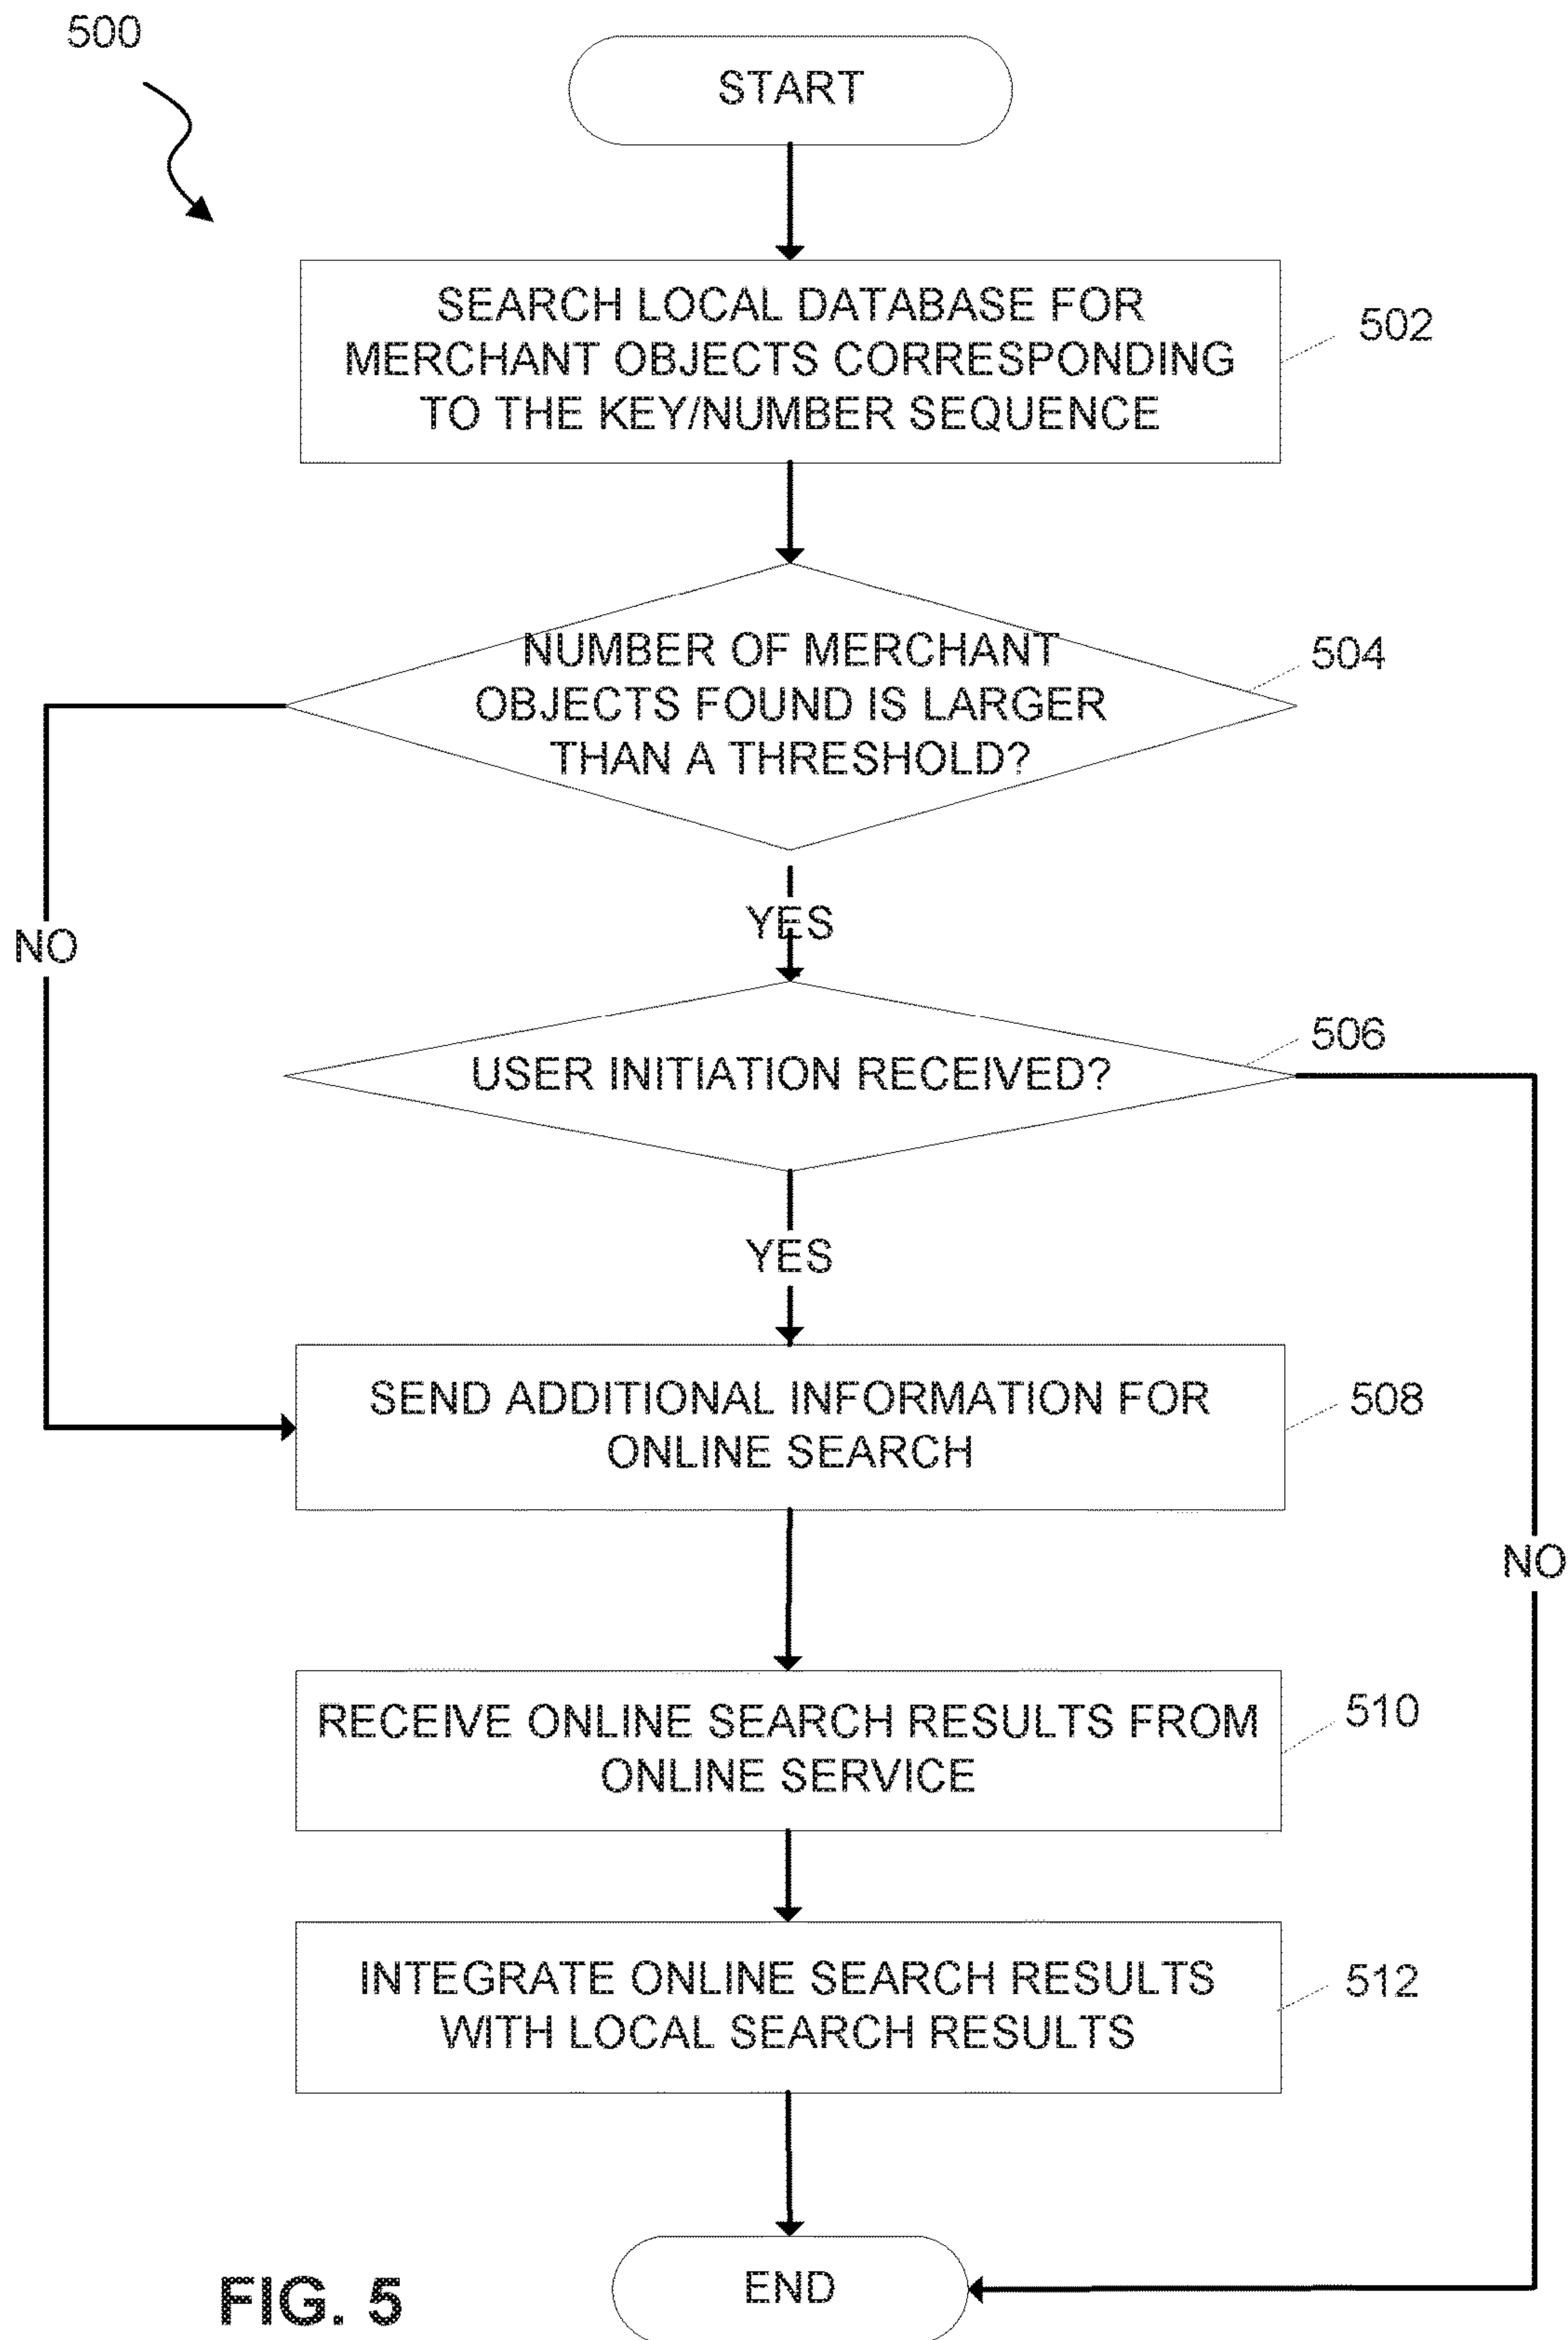 500
START
SEARCH LOCAL DATABASE FOR
MERCHANT OBJECTS CORRESPONDING
TO THE KEY/NUMBER SEQUENCE
502
NUMBER OF MERCHANT
OBJECTS FOUND IS LARGER
THAN A THRESHOLD?
504
YES
NO
USER INITIATION RECEIVED?
506
YES
SEND ADDITIONAL INFORMATION FOR
ONLINE SEARCH
508
NO
RECEIVE ONLINE SEARCH RESULTS FROM
ONLINE SERVICE
510
INTEGRATE ONLINE SEARCH RESULTS
WITH LOCAL SEARCH RESULTS
512
END
FIG. 5